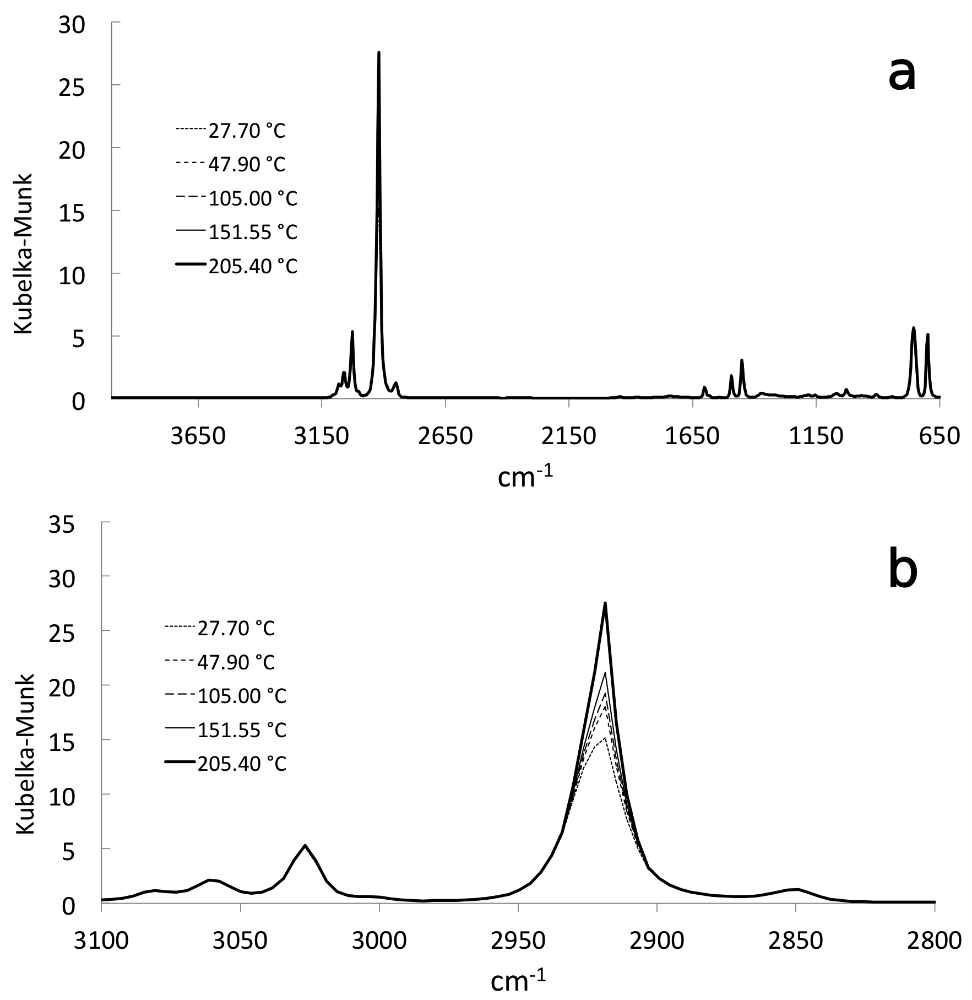 30
25
20
15
10
5
0
Kubelka-Munk
a
27.70 °C
47.90 °C
105.00 °C
151.55 °C
205.40 °C
3650 3150 2650 2150 1650 1150 650
cm-1
35
30
25
20
15
10
5
0
Kubelka-Munk
b
27.70 °C
47.90 °C
105.00 °C
151.55 °C
205.40 °C
3100 3050 3000 2950 2900 2850 2800
cm-1